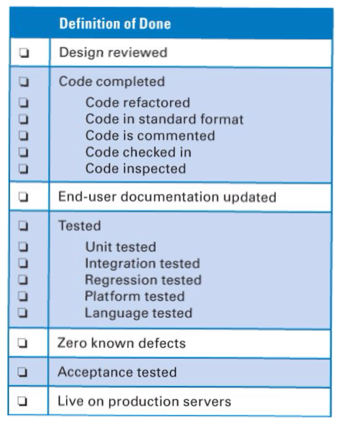 Definition of Done
❑ Design reviewed
❑ Code completed
❑ Code refactored
❑ Code in standard format
❑ Code is commented
❑ Code checked in
❑ Code inspected
❑ End-user documentation updated
❑ Tested
❑ Unit tested
❑ Integration tested
❑ Regression tested
❑ Platform tested
❑ Language tested
❑ Zero known defects
❑ Acceptance tested
❑ Live on production servers